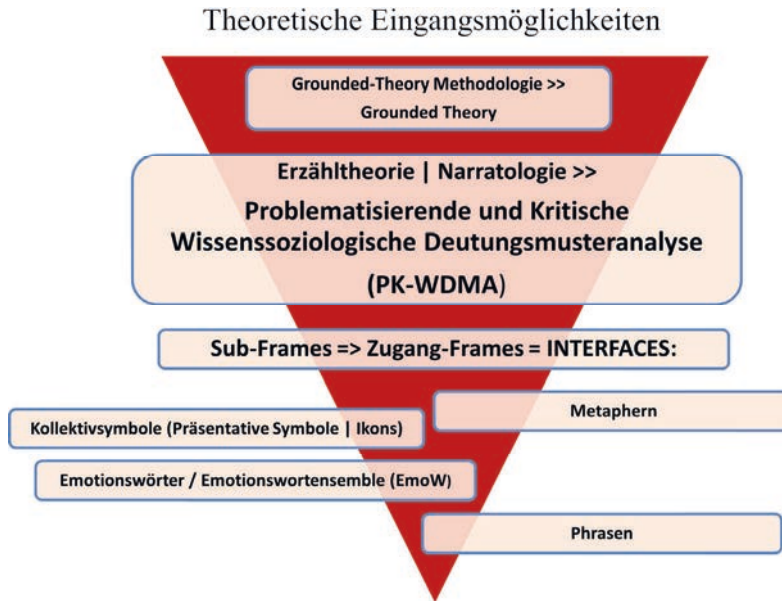 Theoretische Eingangsmöglichkeiten
Grounded-Theory Methodologie >>
Grounded Theory
Erzähltheorie | Narratologie >>
Problematisierende und Kritische
Wissenssoziologische Deutungsmusteranalyse
(PK-WDMA)
Sub-Frames => Zugang-Frames = INTERFACES:
Metaphern
Kollektivsymbole (Präsentative Symbole | Ikons)
Emotionswörter / Emotionswortensemble (EmoW)
Phrasen